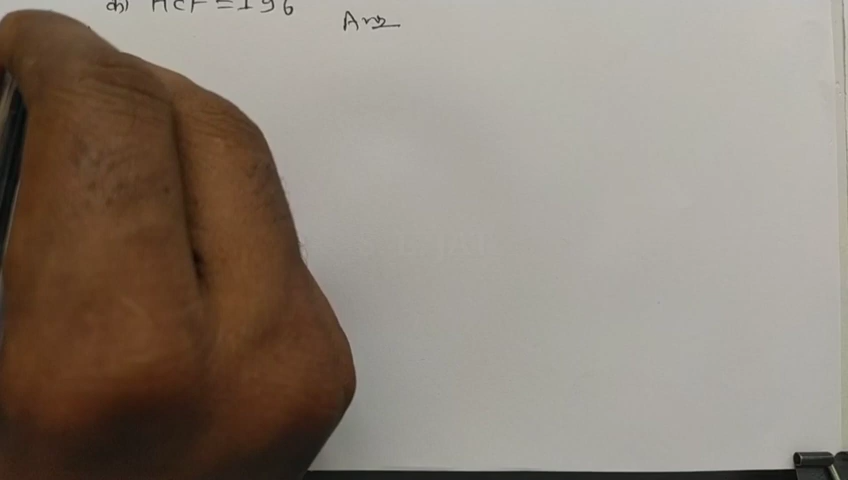 HCF = 196
Ans